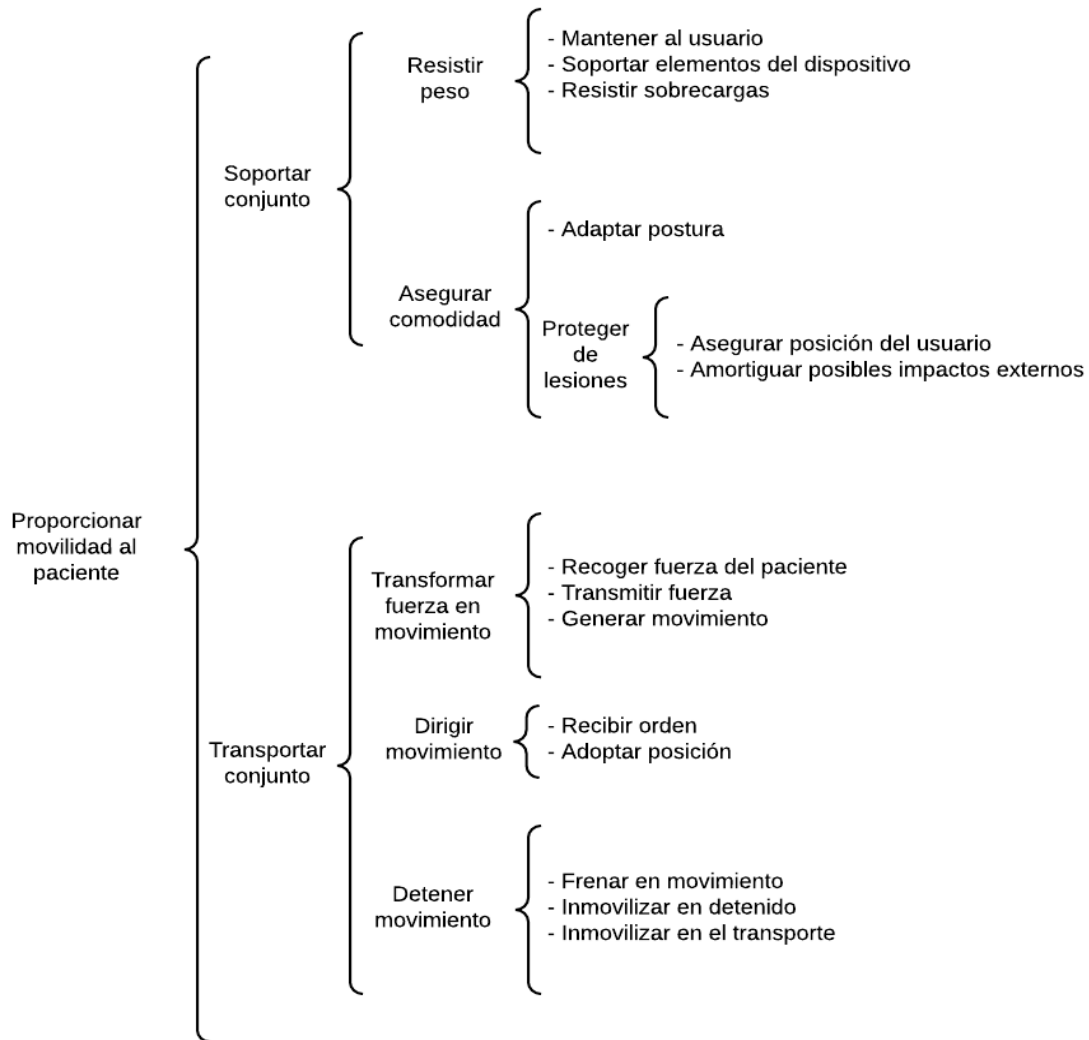 Proporcionar
movilidad al
paciente
Soportar
conjunto
Resistir
peso
- Mantener al usuario
- Soportar elementos del dispositivo
- Resistir sobrecargas
Asegurar
comodidad
- Adaptar postura
Proteger
de
lesiones
- Asegurar posición del usuario
- Amortiguar posibles impactos externos
Transportar
conjunto
Transformar
fuerza en
movimiento
- Recoger fuerza del paciente
- Transmitir fuerza
- Generar movimiento
Dirigir
movimiento
- Recibir orden
- Adoptar posición
Detener
movimiento
- Frenar en movimiento
- Inmovilizar en detenido
- Inmovilizar en el transporte